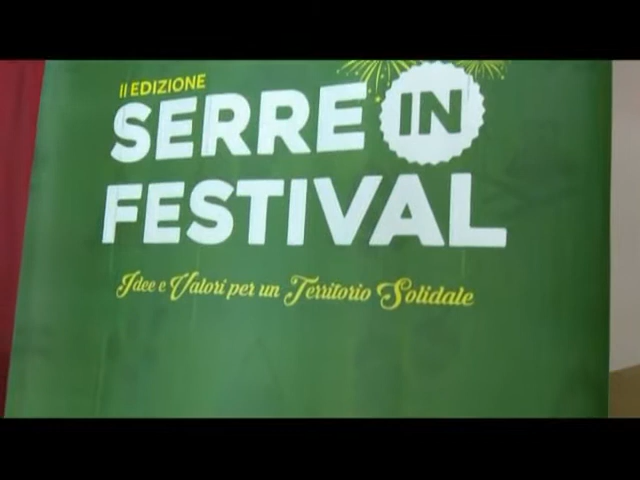 II EDIZIONE
SERRE IN
FESTIVAL
Idee e Valori per un Territorio Solidale